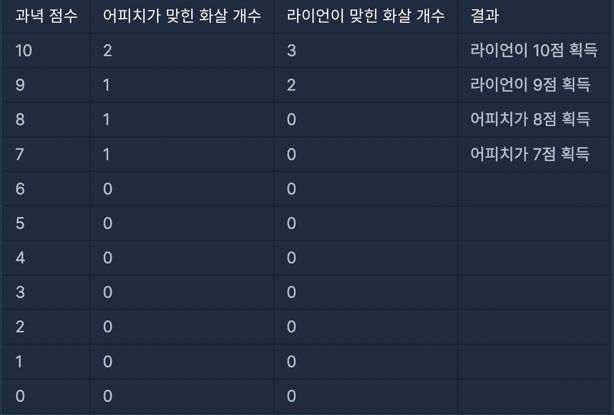 과녁 점수 어피치가 맞힌 화살 개수 라이언이 맞힌 화살 개수 결과
10 2 3 라이언이 10점 획득
9 1 2 라이언이 9점 획득
8 1 0 어피치가 8점 획득
7 1 0 어피치가 7점 획득
6 0 0
5 0 0
4 0 0
3 0 0
2 0 0
1 0 0
0 0 0